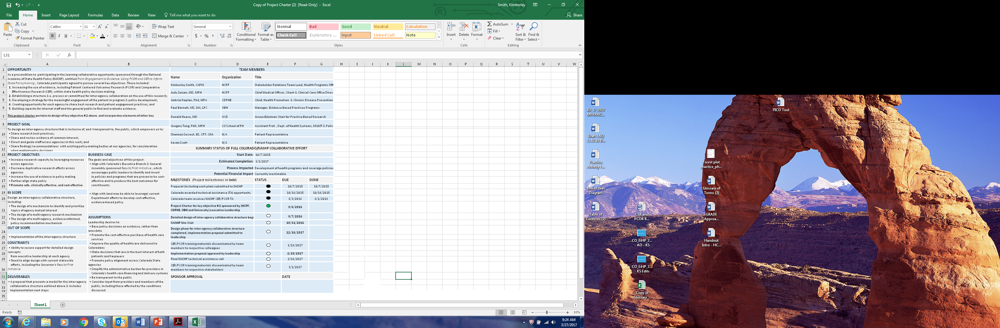 Copy of Project Charter (2) [Read-Only] - Excel
Smith, Kimberley
File Home Insert Page Layout Formulas Data Review View Tell me what you want to do
Share
Paste
Cut
Copy
Format Painter
Clipboard
Calibri 11
B I U
Font
Wrap Text
Merge & Center
Alignment
General
$ % ,
Number
Conditional Formatting
Format as Table
Normal Bad Good Neutral Calculation
Check Cell Explanatory ... Input Linked Cell Note
Styles
Insert Delete Format
Cells
AutoSum
Fill
Clear
Sort & Filter
Find & Select
Editing
L31
fx
A B C D E F G H I J K L M N O P Q R S T U V W
OPPORTUNITY
As a precondition to participating in the learning collaborative opportunity sponsored through the National
Academy of State Health Policy (NASHP), entitled From Engagement to Evidence: Using PCOR and CER to Inform
State Policymaking , Colorado participants agreed to pursue several key objectives. These included:
1. Increasing the use of evidence, including Patient Centered Outcomes Research (PCOR) and Comparative
Effectiveness Research (CER), within state health policy decision making;
2. Establishing a structure (i.e. process or committee) for inter-agency collaboration on the use of this research;
3. Developing a strategy for the meaningful engagement of the patient in program & policy development;
4. Creating opportunity for each agency to share best research and patient engagement practices; and
5. Building capacity for internal staff and the general public to find and evaluate evidence.
This project charter pertains to design of key objective # 2 above, and incorporates elements of other key
PROJECT GOAL
To design an inter-agency structure that is inclusive of, and transparent to, the public, which empowers us to:
• Share research best practices;
• Share and review evidence of common interest;
• Direct and guide staff across agencies in this work; and
• Share findings/recommendations with existing policy-making bodies at our agencies, for consideration
when making policy decisions
PROJECT OBJECTIVES
• Increase research capacity by leveraging resources
across agencies
• Decrease duplicative research efforts across
agencies
• Increase the use of evidence in policy making
• Further align state policy
• Promote safe, clinically effective, and cost effective
IN SCOPE
Design an inter-agency collaborative structure,
including:
• The design of a mechanism to identify and prioritize
topics of agency mutual interest
• The design of a multi-agency research mechanism
• The design of a multi-agency, evidence-informed,
policy recommendation mechanism
OUT OF SCOPE
• Implementation of the inter-agency structure
CONSTRAINTS
• Ability to secure support for detailed design
concepts
from executive leadership at each agency
• Need to align design with current statewide
efforts, including the Governor's Results First
Initiative
DELIVERABLES
• A proposal that presents a model for the inter-agency
collaborative structure outlined above & includes
implementation next steps
BUSINESS CASE
The goals and objectives of this project:
• Align with Colorado's Executive Branch & General
Assembly sponsored Results First Initiative , which
encourages public leaders to identify and invest
in policies and programs that are proven to be cost-
effective and to produce the best outcomes for
constituents.
• Align with (and may be able to leverage) current
Department efforts to develop cost-effective,
evidence-based policy.
ASSUMPTIONS
Leadership desires to:
• Base policy decisions on evidence, rather than
anecdote
• Promote the cost-effective purchase of health care
services
• Improve the quality of healthcare delivered to
Coloradans
• Make decisions that are in the best interest of both
patients and taxpayers
• Promote policy alignment across Colorado State
agencies
• Simplify the administrative burden for providers in
Colorado's health care financing and delivery systems
• Be transparent to the public
• Consider input from providers and members of the
public, including those affected by the conditions
discussed
TEAM MEMBERS
Name Organization Title
Kimberley Smith, CAPM HCPF Stakeholder Relations Team Lead, Health Programs Offi
Judy Zerzan, MD, MPH HCPF Chief Medical Officer, Client & Clinical Care Office Direc
Gabriel Kaplan, Phd, MPA CDPHE Chief, Health Promotion & Chronic Disease Prevention
Paul Barnett, MS, MA, LPC OBH Manager, Evidence Based Practices Programs
Donald Nease, MD UCD Green-Edelman Chair for Practice-Based Research
Gregory Tung, PhD, MPH CO School of PH Assistant Prof. , Dept. of Health Systems, MGMT & Polic
Shannon Secrest, BS, CPT, CNA N/A Patient Representative
Kevan Scott N/A Patient Representative
SUMMARY STATUS OF FULL COLORADO/NASHP COLLABORATIVE EFFORT
Start Date: 10/7/2015
Estimated Completion: 3/1/2017
Process Impacted Development of health programs and coverage policies
Potential Financial Impact Currently inestimable
MILESTONES (Project milestones in bold) STATUS DUE DONE
Proposal (including work plan) submitted to NASHP 10/7/2015 10/7/2015
Colorado awarded technical assistance (TA) opportunity 10/16/2015 10/16/2015
Colorado team receives NASHP CER/PCOR TA 8/3/2016 6/1/2016
Project Charter for key objective # 2 sponsored by (HCPF,
CDPHE, OBH and University) executive Leadership 9/6/2016
Detailed design of inter-agency collaborative structure begu 9/7/2016
NASHP Site Visit 10/31/2016
Design phase for inter-agency collaborative structure
completed, implementation proposal submitted to
leadership 12/16/2017
CER/PCOR training materials disseminated by team
members to respective colleagues 1/16/2017
Implementation proposal approved by leadership 2/10/2017
Final NASHP technical assistance call 2/16/2017
CER/PCOR training materials disseminated by team
members to respective stakeholders 3/1/2017
SPONSOR APPROVAL DATE
Sheet1
Ready
80%
9:24 AM
3/27/2017
03-17-2017
MPRRAC...
Draft FAQ
11.17.16 D...
Practice
Activity F...
Risk of Bias
Diagram
Table of
Contents (2)
CER and
PCOR R...
CO_EiHP_2...
- AO - KS
CO_EiHP_2...
- KS Edits
Copy of
Glossary ...
Forest plot
practice_ph...
Glossary of
Terms (2)
GRADE
Approa...
Handout
Intro - HC...
PICO Tool